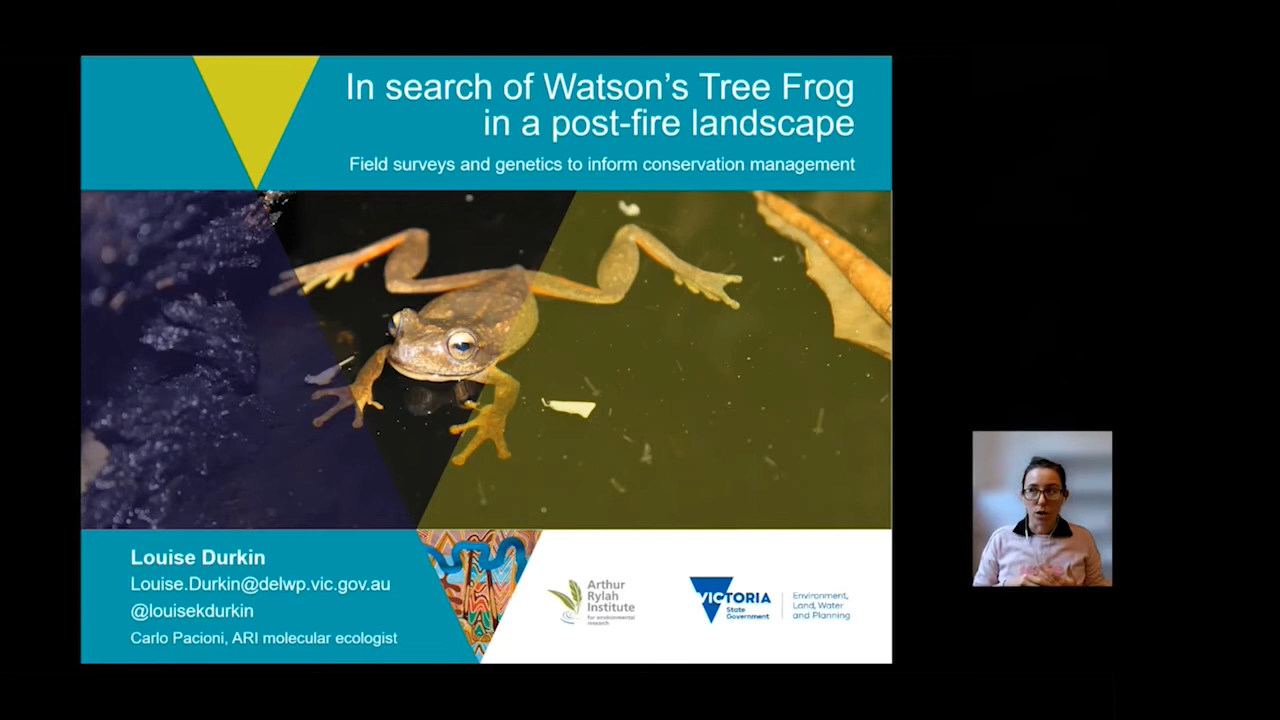 In search of Watson's Tree Frog
in a post-fire landscape
Field surveys and genetics to inform conservation management
Louise Durkin
Louise.Durkin@delwp.vic.gov.au
@louisekdurkin
Carlo Pacioni, ARI molecular ecologist
Arthur
Rylah
Institute
for environmental
research
VICTORIA
State
Government
Environment,
Land, Water
and Planning